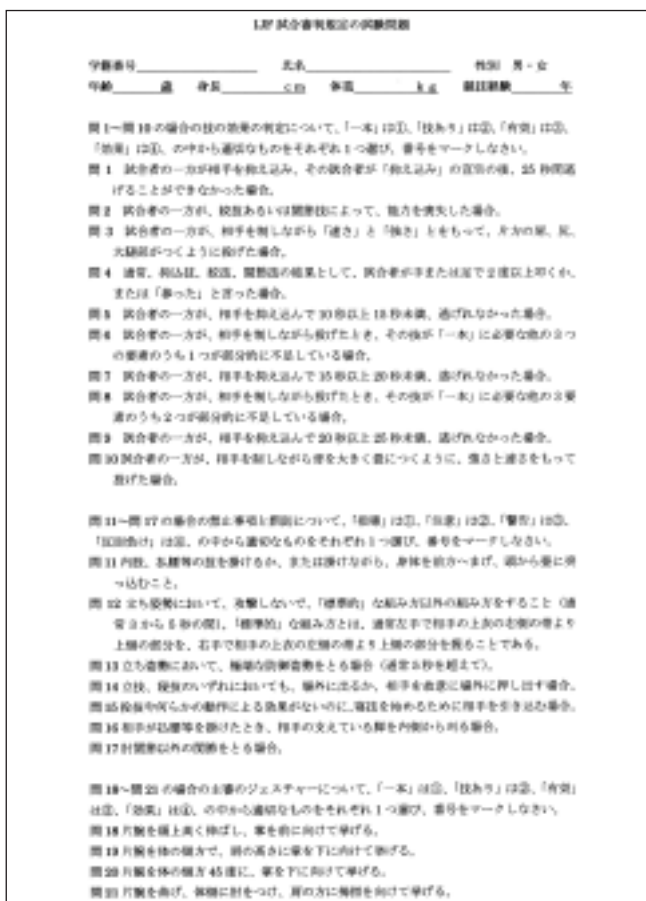 IJF 試合審判規定の試験問題
学籍番号 氏名 性別 男・女
年齢 歳 身長 cm 体重 kg 競技経験 年
問1~問10の場合の技の効果の判定について、「一本」は①、「技あり」は②、「有効」は③、
「効果」は④、の中から適切なものをそれぞれ1つ選び、番号をマークしなさい。
問1 試合者の一方が相手を抑え込み、その試合者が「抑え込み」の宣告の後、25秒間逃
げることができなかった場合。
問2 試合者の一方が、絞技あるいは関節技によって、能力を喪失した場合。
問3 試合者の一方が、相手を制しながら「速さ」と「強さ」とをもって、片方の肩、尻、
大腿部がつくように投げた場合。
問4 通常、抑込技、絞技、関節技の結果として、試合者が手または足で2度以上叩くか、
または「参った」と言った場合。
問5 試合者の一方が、相手を抑え込んで10秒以上15秒未満、逃げれなかった場合。
問6 試合者の一方が、相手を制しながら投げたとき、その技が「一本」に必要な他の3つ
の要素のうち1つが部分的に不足している場合。
問7 試合者の一方が、相手を抑え込んで15秒以上20秒未満、逃げれなかった場合。
問8 試合者の一方が、相手を制しながら投げたとき、その技が「一本」に必要な他の3要
素のうち2つが部分的に不足している場合。
問9 試合者の一方が、相手を抑え込んで20秒以上25秒未満、逃げれなかった場合。
問10試合者の一方が、相手を制しながら背を大きく畳につくように、強さと速さをもって
投げた場合。
問11~問17の場合の禁止事項と罰則について、「指導」は①、「注意」は②、「警告」は③、
「反則負け」は④、の中から適切なものをそれぞれ1つ選び、番号をマークしなさい。
問11内股、払腰等の技を掛けるか、または掛けながら、身体を前方へまげ、頭から畳に突
っ込むこと。
問12 立ち姿勢において、攻撃しないで、「標準的」な組み方以外の組み方をすること(通
常3から5秒の間)。「標準的」な組み方とは、通常左手で相手の上衣の右側の帯より
上側の部分を、右手で相手の上衣の左側の帯より上側の部分を握ることである。
問13立ち姿勢において、極端な防御姿勢をとる場合(通常5秒を超えて)。
問14立技、寝技のいずれにおいても、場外に出るか、相手を故意に場外に押し出す場合。
問15投技や何らかの動作による効果がないのに、寝技を始めるために相手を引き込む場合。
問16相手が払腰等を掛けたとき、相手の支えている脚を内側から刈る場合。
問17肘関節以外の関節をとる場合。
問18~問21の場合の主審のジェスチャーについて、「一本」は①、「技あり」は②、「有効」
は③、「効果」は④、の中から適切なものをそれぞれ1つ選び、番号をマークしなさい。
問18片腕を頭上高く伸ばし、掌を前に向けて挙げる。
問19片腕を体の側方で、肩の高さに掌を下に向けて挙げる。
問20片腕を体の側方45度に、掌を下に向けて挙げる。
問21片腕を曲げ、体側に肘をつけ、肩の方に拇指を向けて挙げる。